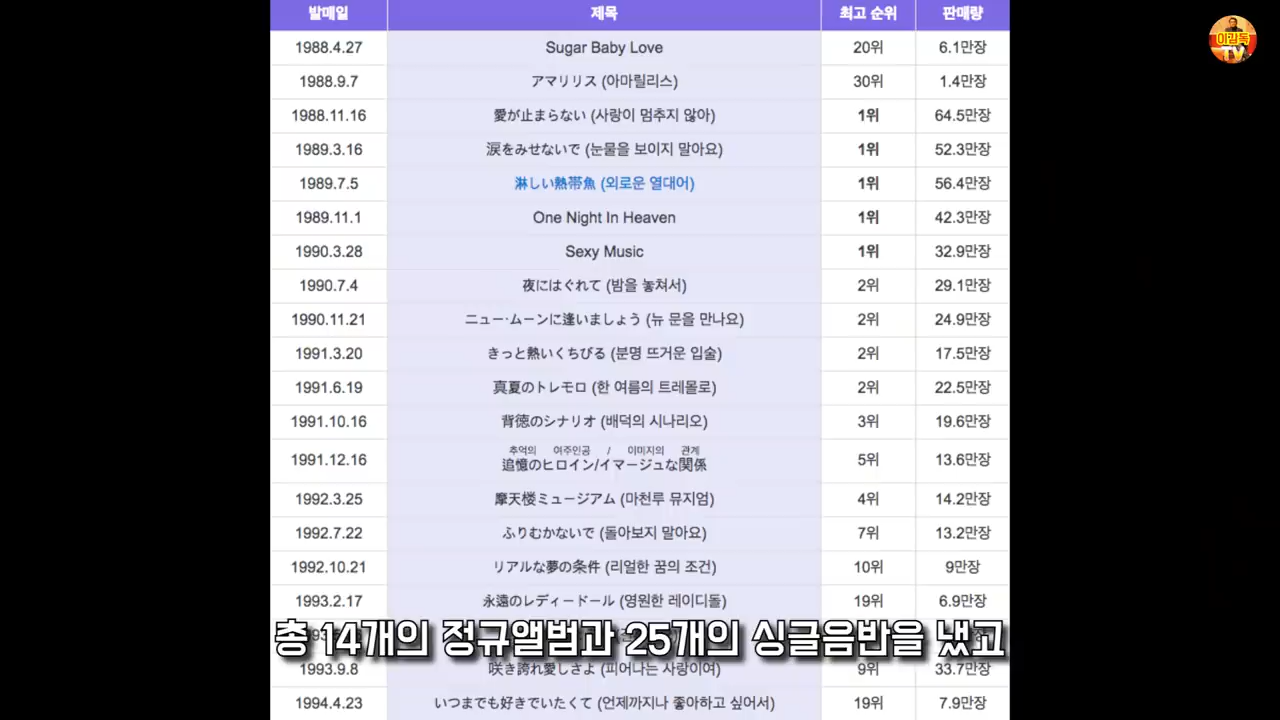 발매일 제목 최고 순위 판매량
이감독
TV
1988.4.27 Sugar Baby Love 20위 6.1만장
1988.9.7 アマリリス (아마릴리스) 30위 1.4만장
1988.11.16 愛が止まらない (사랑이 멈추지 않아) 1위 64.5만장
1989.3.16 涙をみせないで (눈물을 보이지 말아요) 1위 52.3만장
1989.7.5 淋しい熱帯魚 (외로운 열대어) 1위 56.4만장
1989.11.1 One Night In Heaven 1위 42.3만장
1990.3.28 Sexy Music 1위 32.9만장
1990.7.4 夜にはぐれて (밤을 놓쳐서) 2위 29.1만장
1990.11.21 ニュー·ムーンに逢いましょう (뉴 문을 만나요) 2위 24.9만장
1991.3.20 きっと熱いくちびる (분명 뜨거운 입술) 2위 17.5만장
1991.6.19 真夏のトレモロ (한 여름의 트레몰로) 2위 22.5만장
1991.10.16 背徳のシナリオ (배덕의 시나리오) 3위 19.6만장
추억의 여주인공 / 이미지의 관계
1991.12.16 追憶のヒロイン/イマージュな関係 5위 13.6만장
1992.3.25 摩天楼ミュージアム (마천루 뮤지엄) 4위 14.2만장
1992.7.22 ふりむかないで (돌아보지 말아요) 7위 13.2만장
1992.10.21 リアルな夢の条件 (리얼한 꿈의 조건) 10위 9만장
1993.2.17 永遠のレディードール (영원한 레이디돌) 19위 6.9만장
총 14개의 정규앨범과 25개의 싱글음반을 냈고
1993.9.8 咲き誇れ愛しさよ (피어나는 사랑이여) 9위 33.7만장
1994.4.23 いつまでも好きでいたくて (언제까지나 좋아하고 싶어서) 19위 7.9만장